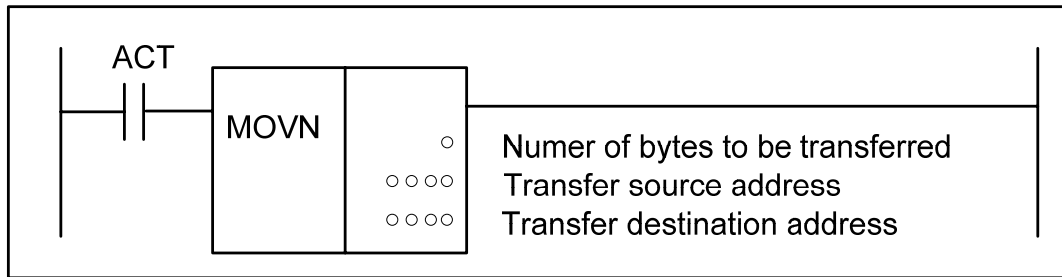 ACT
MOVN
Numer of bytes to be transferred
Transfer source address
Transfer destination address